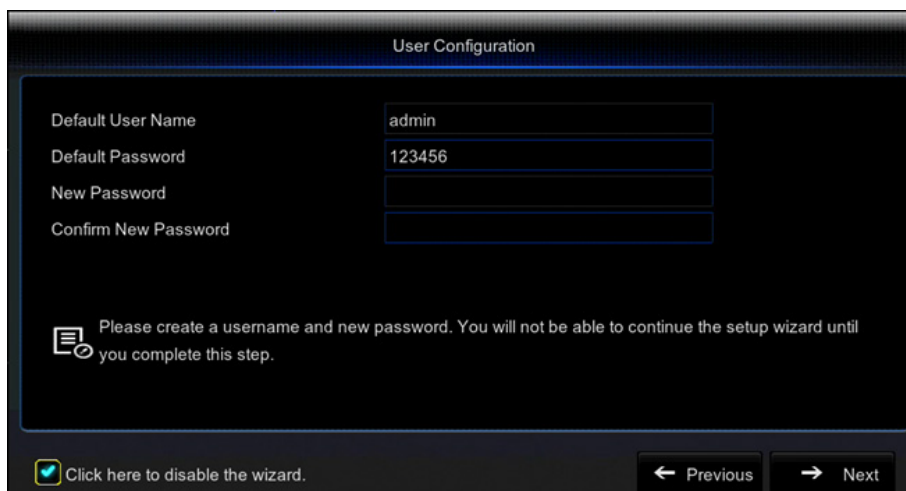 User Configuration
Default User Name admin
Default Password 123456
New Password
Confirm New Password
Please create a username and new password. You will not be able to continue the setup wizard until
you complete this step.
Click here to disable the wizard.
Previous
Next